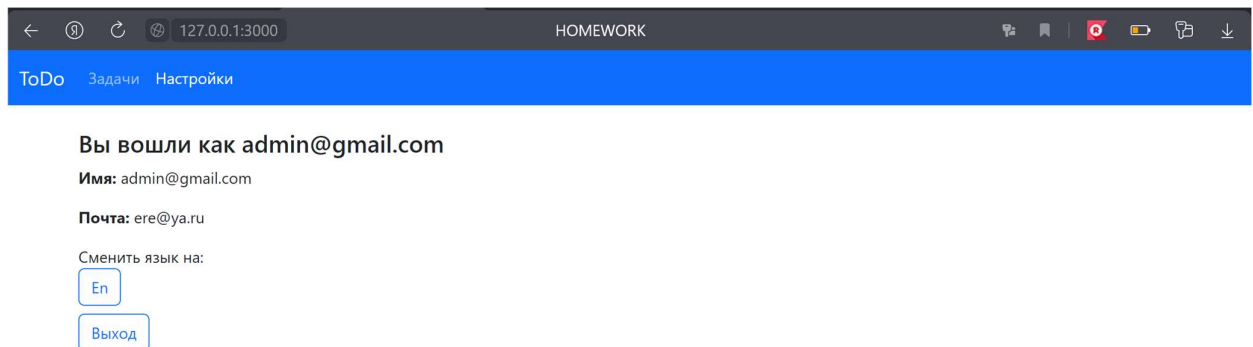 127.0.0.1:3000 HOMEWORK
ToDo Задачи Настройки
Вы вошли как admin@gmail.com
Имя: admin@gmail.com
Почта: ere@ya.ru
Сменить язык на:
En
Выход